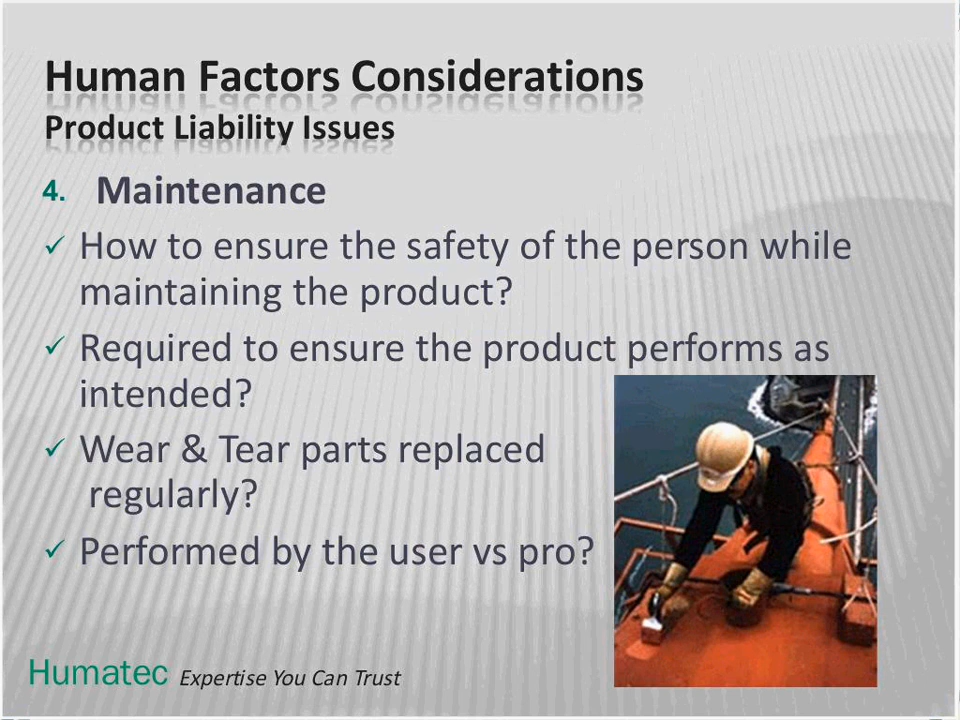 Human Factors Considerations
Product Liability Issues
4. Maintenance
✓ How to ensure the safety of the person while
maintaining the product?
✓ Required to ensure the product performs as
intended?
✓ Wear & Tear parts replaced
regularly?
✓ Performed by the user vs pro?
Humatec Expertise You Can Trust